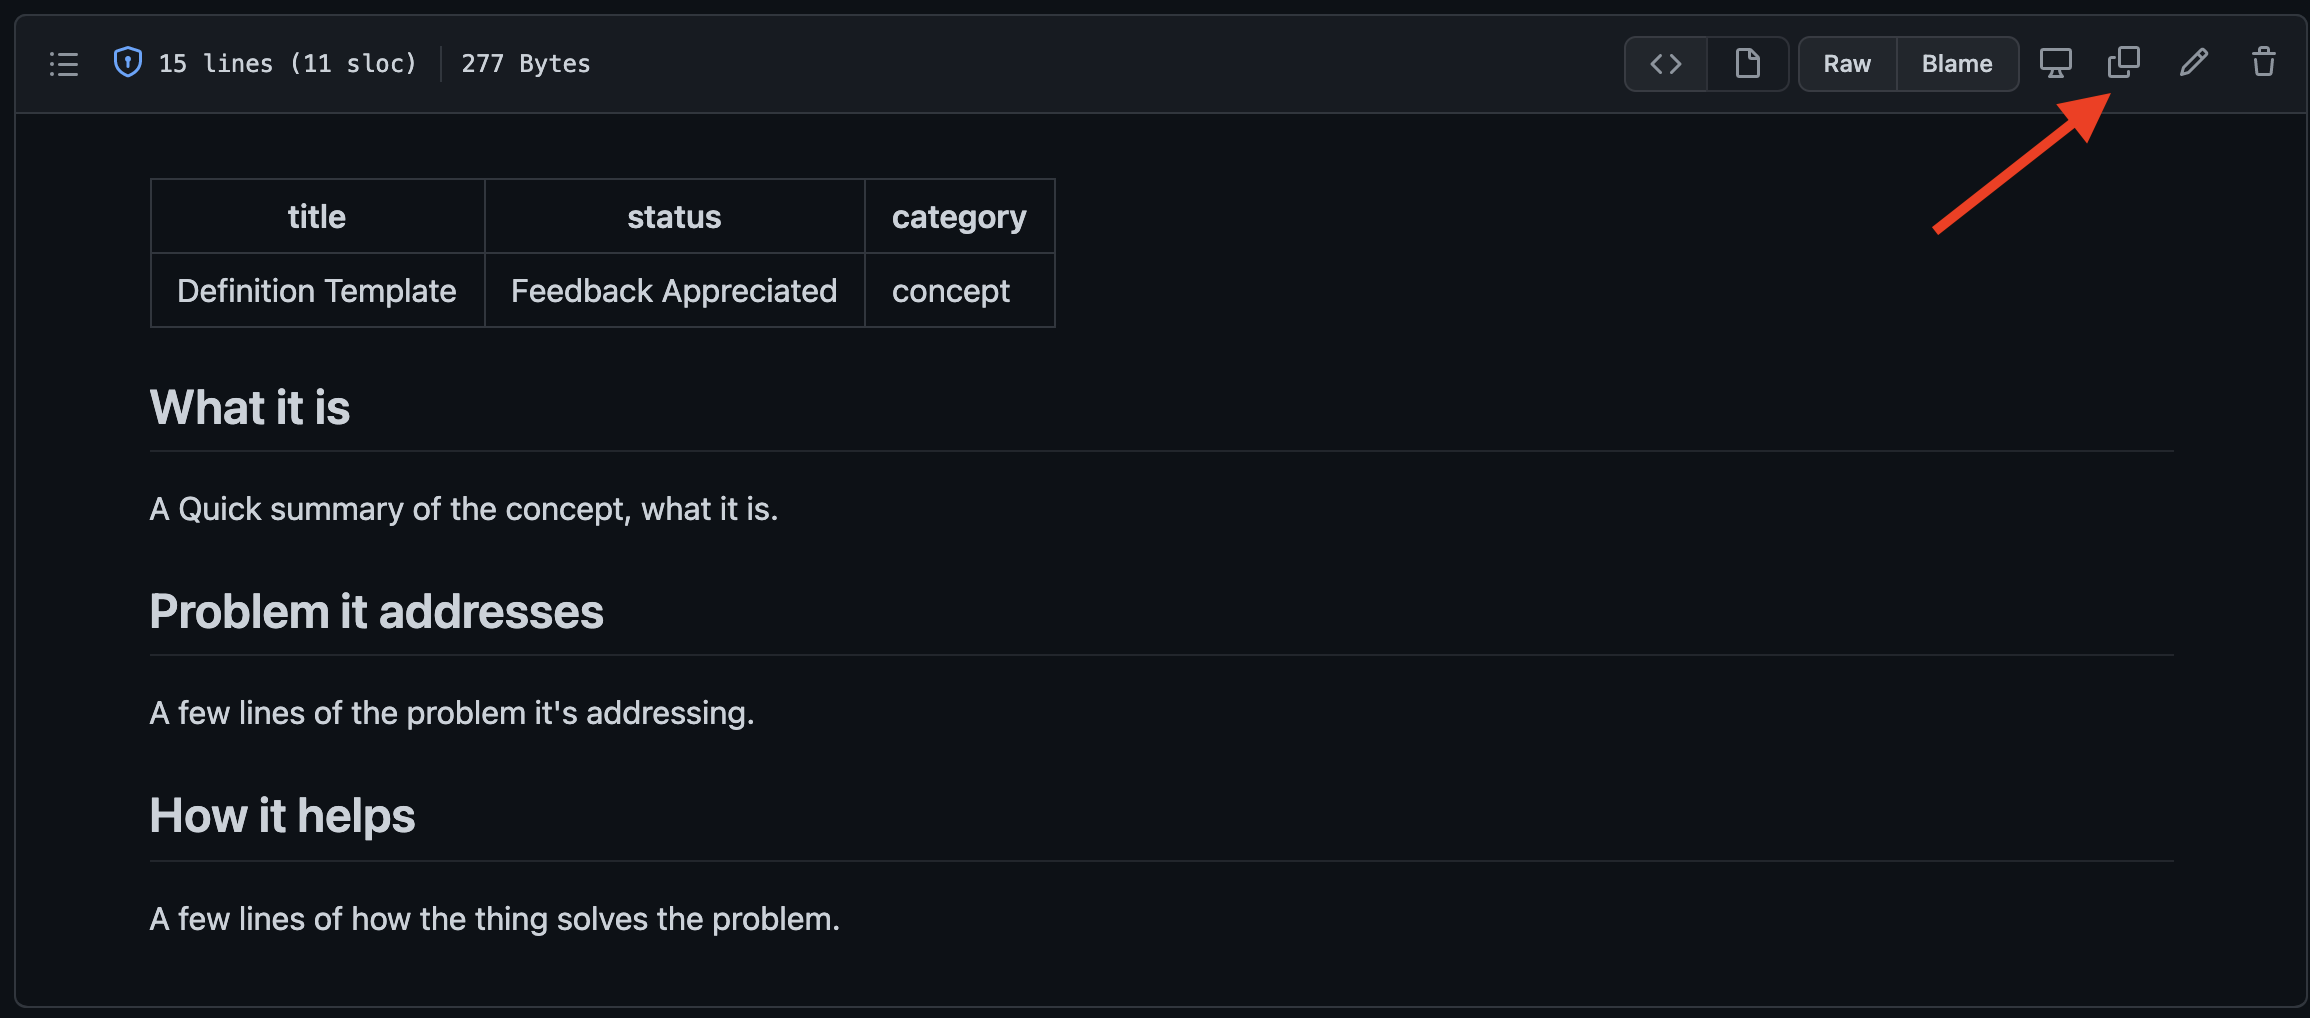 15 lines (11 sloc) 277 Bytes Raw Blame
title status category
Definition Template Feedback Appreciated concept
What it is
A Quick summary of the concept, what it is.
Problem it addresses
A few lines of the problem it's addressing.
How it helps
A few lines of how the thing solves the problem.